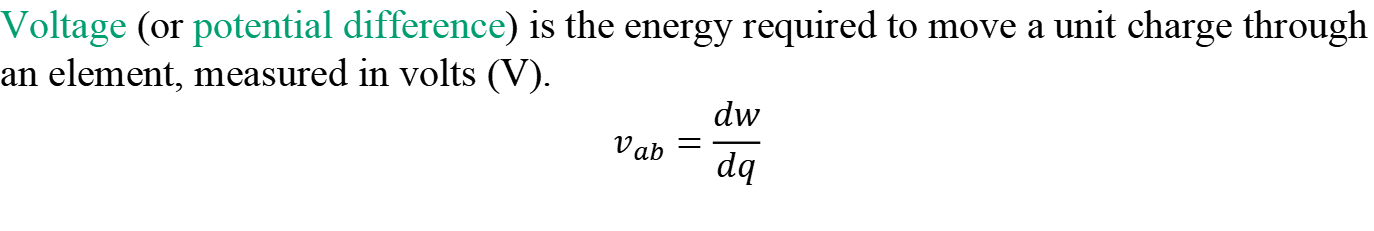 Voltage (or potential difference) is the energy required to move a unit charge through
an element, measured in volts (V).
v_ab = dw/dq